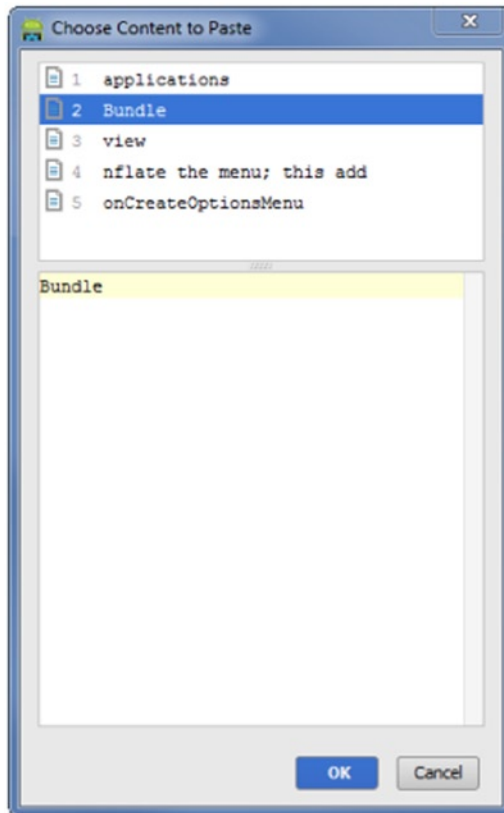 Choose Content to Paste
1 applications
2 Bundle
3 view
4 nflate the menu; this add
5 onCreateOptionsMenu
Bundle
OK Cancel